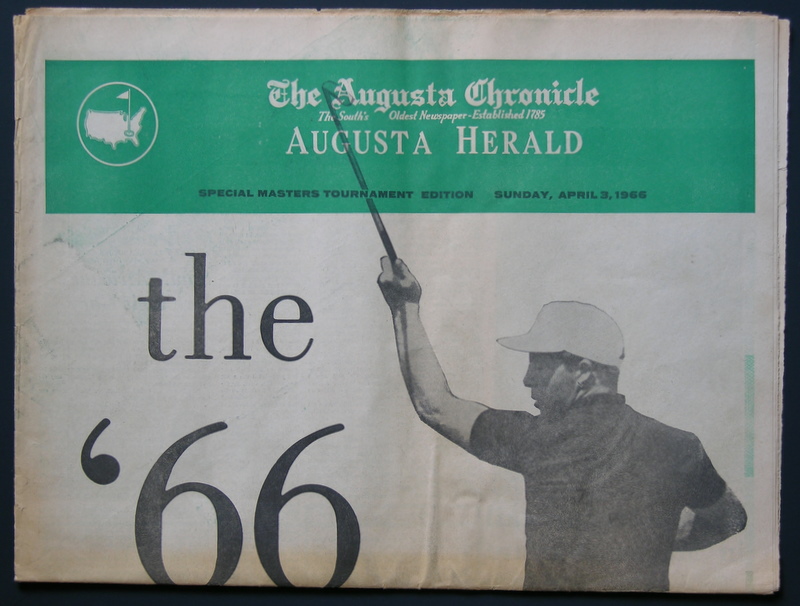 The Augusta Chronicle
The South's Oldest Newspaper-Established 1785
AUGUSTA HERALD
SPECIAL MASTERS TOURNAMENT EDITION SUNDAY, APRIL 3, 1966
the
‘66